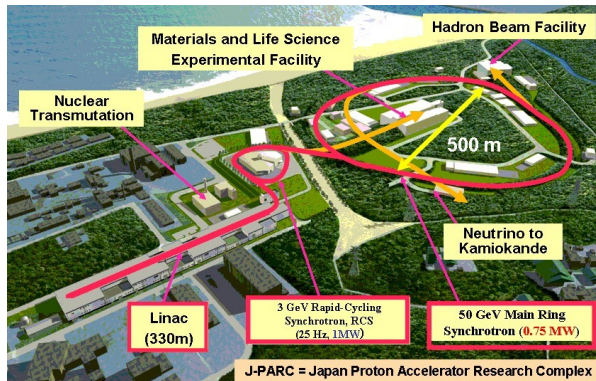 Hadron Beam Facility
Materials and Life Science
Experimental Facility
Nuclear
Transmutation
500 m
Neutrino to
Kamiokande
Linac
(330m)
3 GeV Rapid-Cycling
Synchrotron, RCS
(25 Hz, 1MW)
50 GeV Main Ring
Synchrotron (0.75 MW)
J-PARC = Japan Proton Accelerator Research Complex